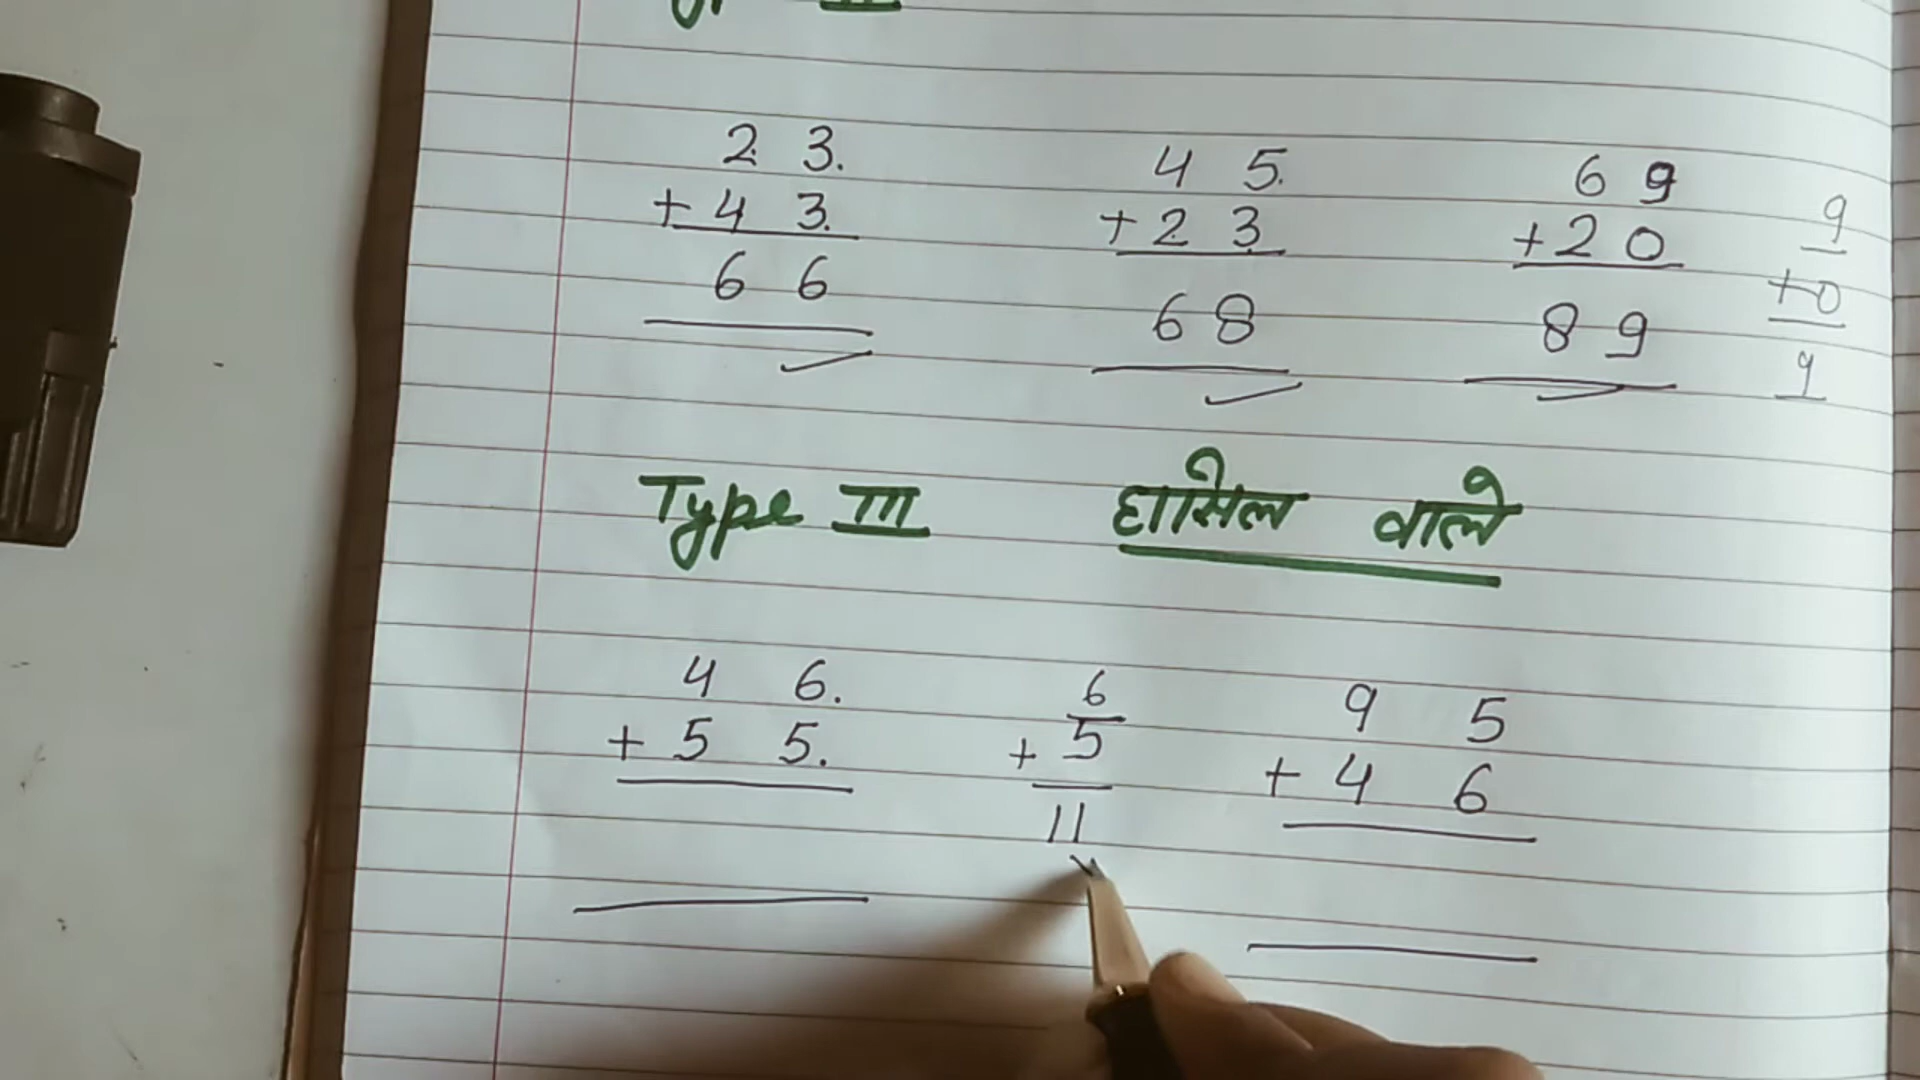 2 3. 4 5. 6 9 9
+ 4 3. + 2 3. + 2 0 + 0
6 6 6 8 8 9 9
Type III हासिल वाले
4 6. 6 9 5
+ 5 5. + 5 + 4 6
11